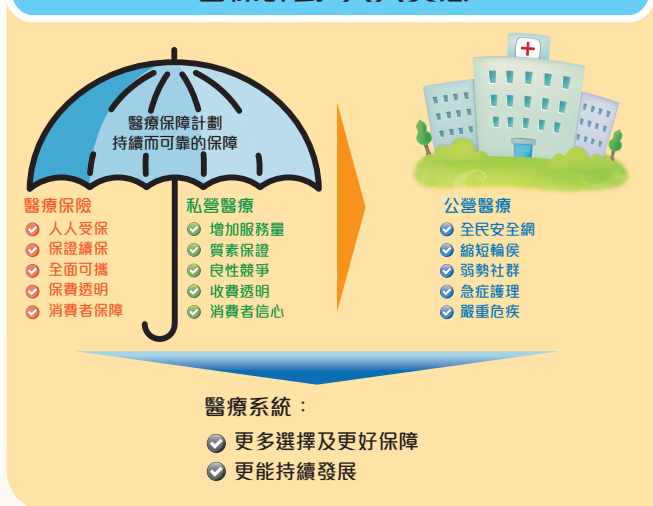 醫療保障計劃
持續而可靠的保障
醫療保險
人人受保
保證續保
全面可攜
保費透明
消費者保障
私營醫療
增加服務量
質素保證
良性競爭
收費透明
消費者信心
公營醫療
全民安全網
縮短輪侯
弱勢社群
急症護理
嚴重危疾
醫療系統：
更多選擇及更好保障
更能持續發展